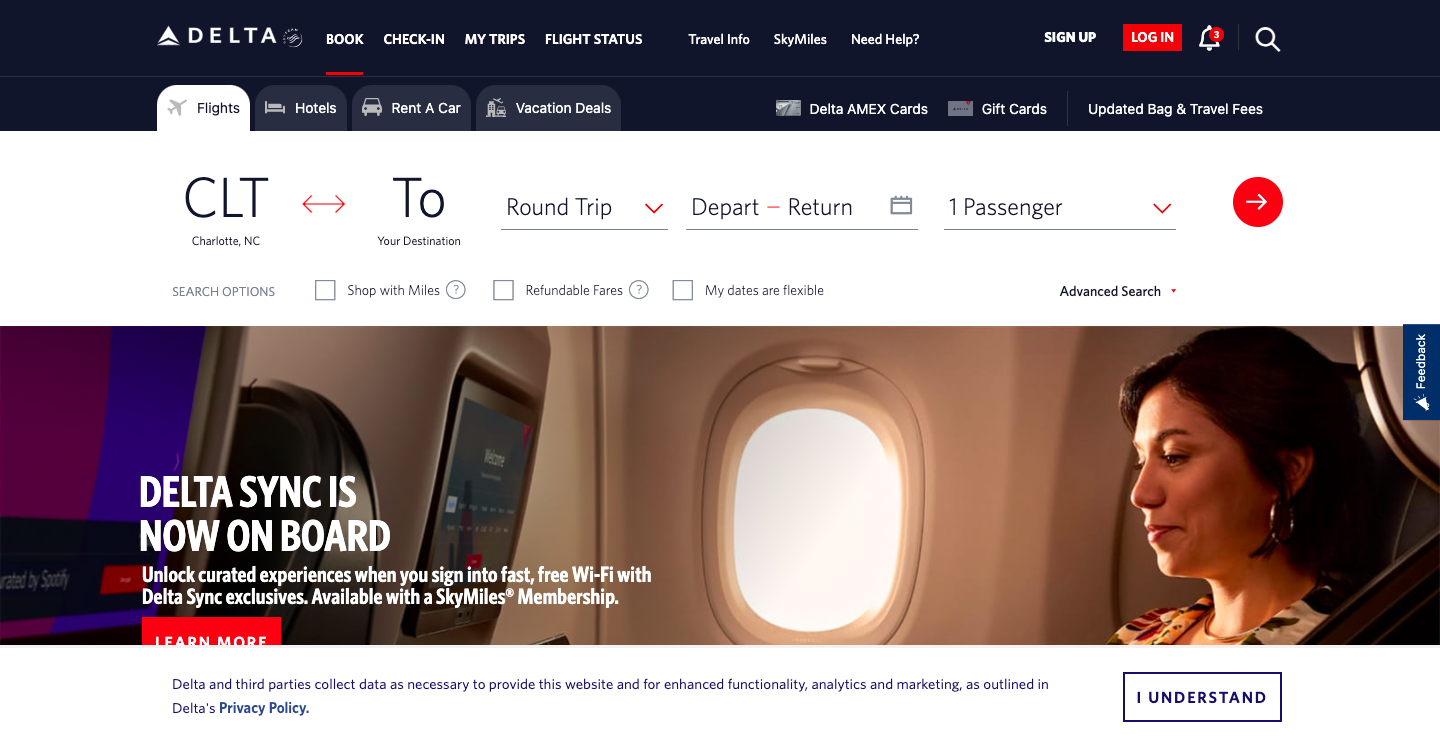 DELTA
BOOK
CHECK-IN
MY TRIPS
FLIGHT STATUS
Travel Info
SkyMiles
Need Help?
SIGN UP
LOG IN
3
Flights
Hotels
Rent A Car
Vacation Deals
Delta AMEX Cards
Gift Cards
Updated Bag & Travel Fees
CLT
Charlotte, NC
To
Your Destination
Round Trip
Depart – Return
1 Passenger
SEARCH OPTIONS
Shop with Miles ?
Refundable Fares ?
My dates are flexible
Advanced Search
Feedback
Welcome
DELTA SYNC IS
NOW ON BOARD
by Spotify
Unlock curated experiences when you sign into fast, free Wi-Fi with
Delta Sync exclusives. Available with a SkyMiles® Membership.
LEARN MORE
Delta and third parties collect data as necessary to provide this website and for enhanced functionality, analytics and marketing, as outlined in
Delta's Privacy Policy.
I UNDERSTAND